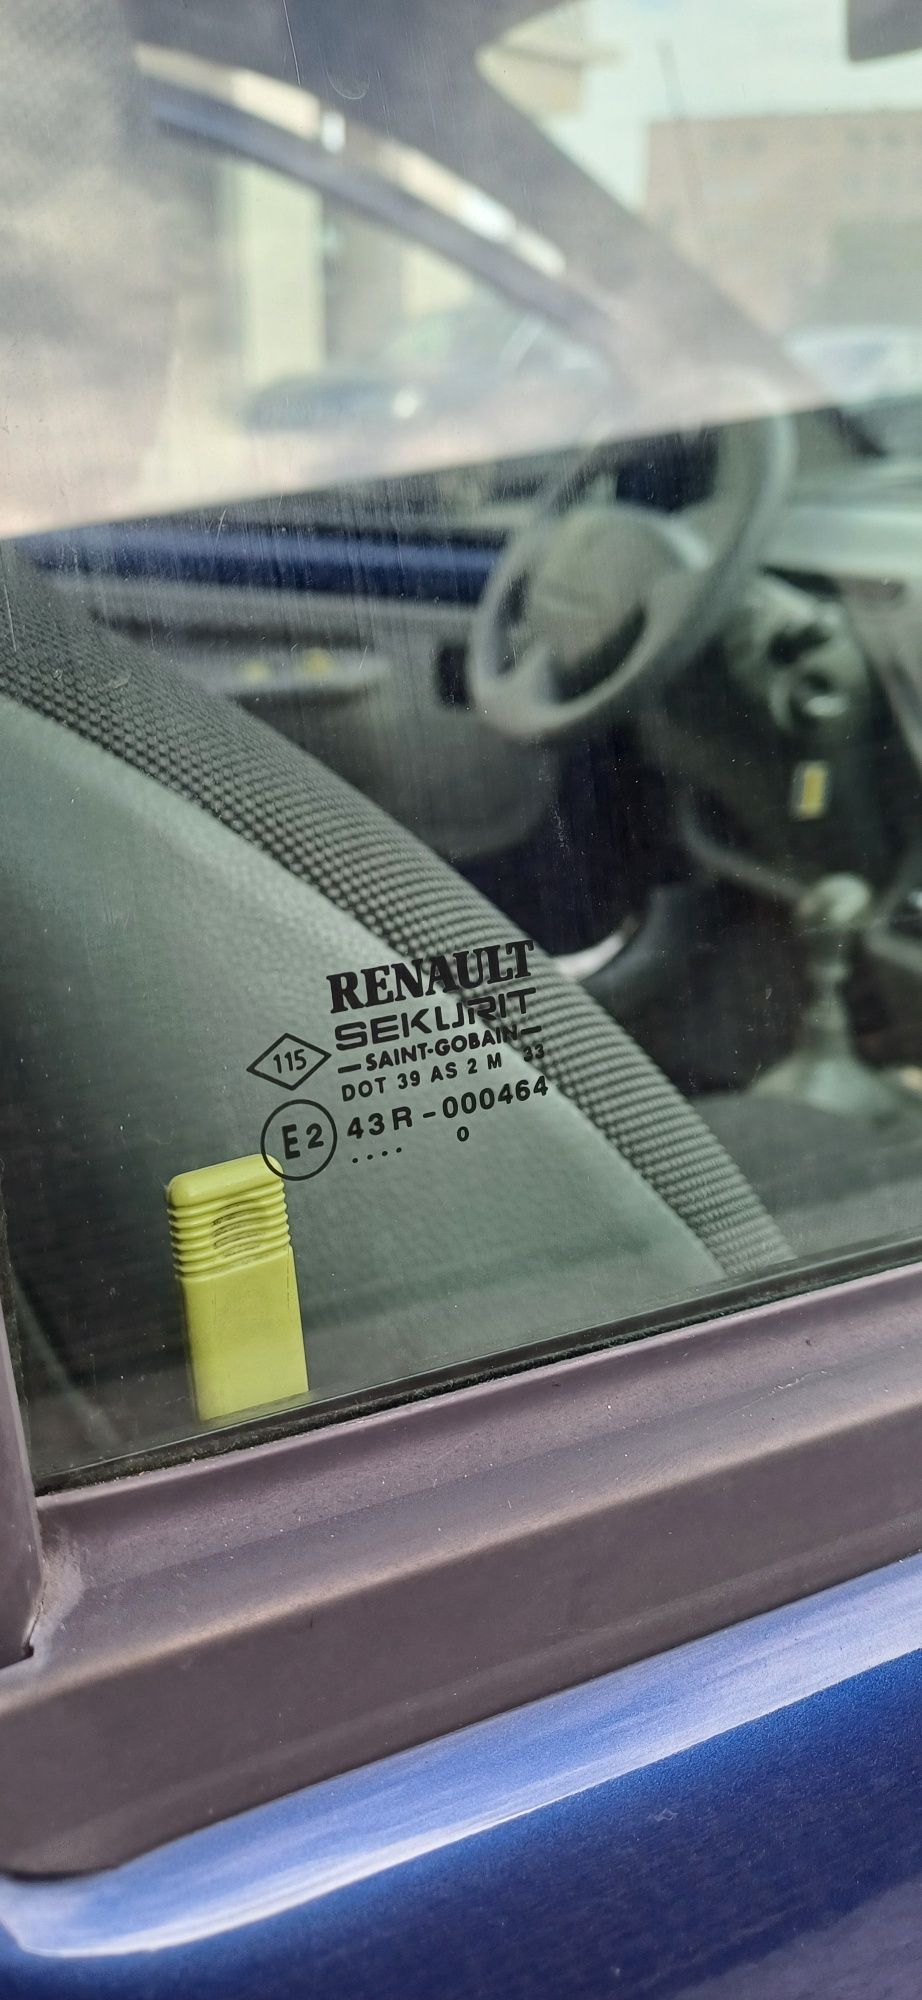 RENAULT
SEKURIT
115
—SAINT-GOBAIN—
DOT 39 AS 2 M 33
E2 43R-000464
.... 0